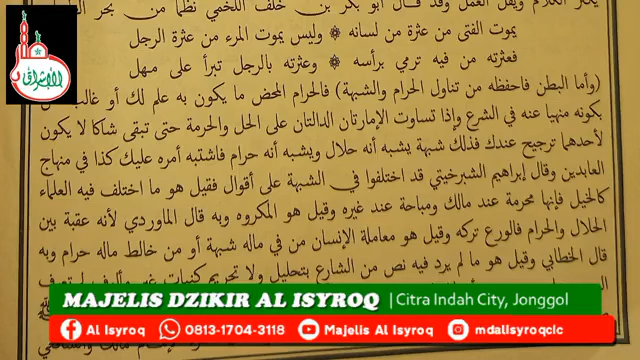 الكلام ويقل العمل وقد قال أبو بكر بن خلف اللخمي نظما من بحر
يموت الفتى من عثرة من لسانه ۞ وليس يموت المرء من عثرة الرجل
فعثرته من فيه ترمي برأسه ۞ وعثرته بالرجل تبرأ على مهل
(وأما البطن فاحفظه من تناول الحرام والشبهة) فالحرام المحض ما يكون به علم لك أو غالب
بكونه منهيا عنه في الشرع وإذا تساوت الإمارتان الدالتان على الحل والحرمة حتى تبقى شاكا لا يكون
لأحدها ترجيح عندك فذلك شبهة يشبه أنه حلال ويشبه أنه حرام فاشتبه أمره عليك كذا في منهاج
العابدين وقال إبراهيم الشبرخيتي قد اختلفوا في الشبهة على أقوال فقيل هو ما اختلف فيه العلماء
كالخيل فإنها محرمة عند مالك ومباحة عند غيره وقيل هو المكروه وبه قال الماوردي لأنه عقبة بين
الحلال والحرام فالورع تركه وقيل هو معاملة الإنسان من في ماله شبهة أو من خالط ماله حرام وبه
قال الخطابي وقيل هو ما لم يرد فيه نص من الشارع بتحليل ولا تحريم
الأشراق
MAJELIS DZIKIR AL ISYROQ | Citra Indah City, Jonggol
Al Isyroq 0813-1704-3118 Majelis Al Isyroq mdalisyroqcic